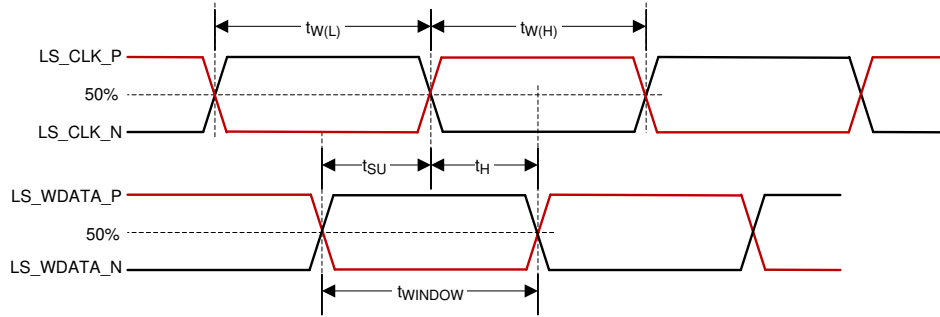 tW(L) tW(H)
LS_CLK_P
50%
LS_CLK_N
tSU tH
LS_WDATA_P
50%
LS_WDATA_N
tWINDOW